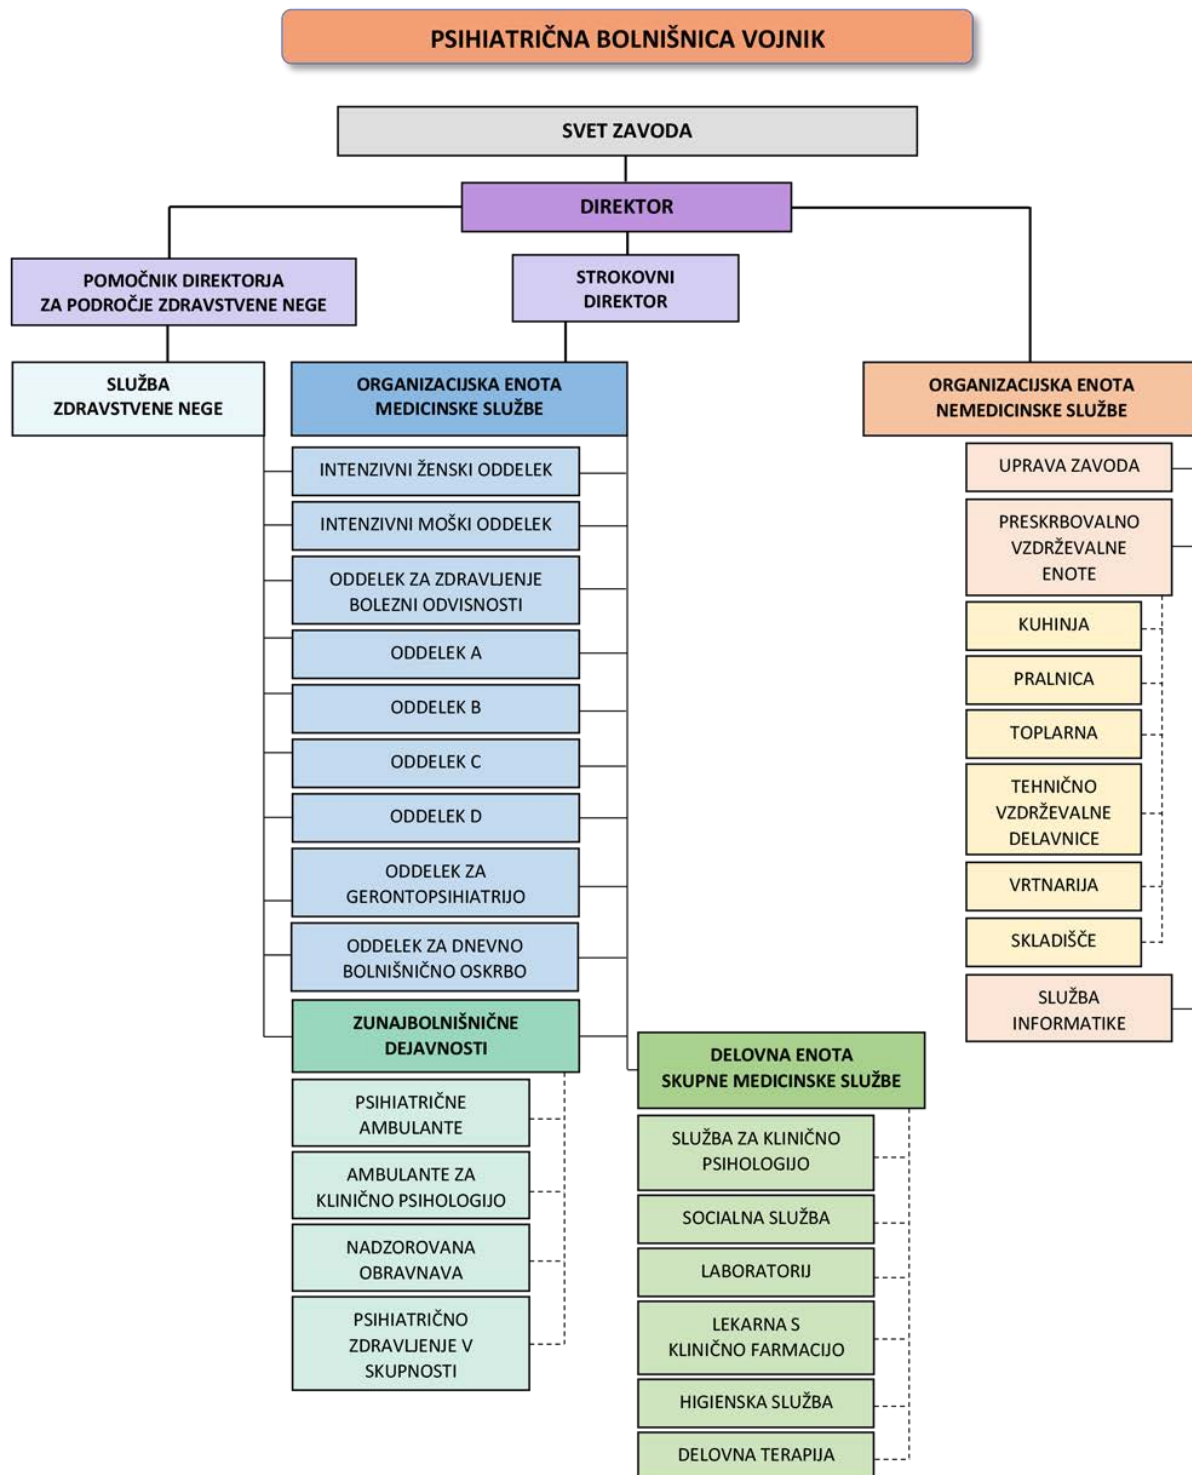 PSIHIATRIČNA BOLNIŠNICA VOJNIK
SVET ZAVODA
DIREKTOR
POMOČNIK DIREKTORJA
ZA PODROČJE ZDRAVSTVENE NEGE
STROKOVNI
DIREKTOR
SLUŽBA
ZDRAVSTVENE NEGE
ORGANIZACIJSKA ENOTA
MEDICINSKE SLUŽBE
ORGANIZACIJSKA ENOTA
NEMEDICINSKE SLUŽBE
INTENZIVNI ŽENSKI ODDELEK
INTENZIVNI MOŠKI ODDELEK
ODDELEK ZA ZDRAVLJENJE
BOLEZNI ODVISNOSTI
ODDELEK A
ODDELEK B
ODDELEK C
ODDELEK D
ODDELEK ZA
GERONTOPSIHIATRIJO
ODDELEK ZA DNEVNO
BOLNIŠNIČNO OSKRBO
ZUNAJBOLNIŠNIČNE
DEJAVNOSTI
PSIHIATRIČNE
AMBULANTE
AMBULANTE ZA
KLINIČNO PSIHOLOGIJO
NADZOROVANA
OBRAVNAVA
PSIHIATRIČNO
ZDRAVLJENJE V
SKUPNOSTI
DELOVNA ENOTA
SKUPNE MEDICINSKE SLUŽBE
SLUŽBA ZA KLINIČNO
PSIHOLOGIJO
SOCIALNA SLUŽBA
LABORATORIJ
LEKARNA S
KLINIČNO FARMACIJO
HIGIENSKA SLUŽBA
DELOVNA TERAPIJA
UPRAVA ZAVODA
PRESKRBOVALNO
VZDRŽEVALNE
ENOTE
KUHINJA
PRALNICA
TOPLARNA
TEHNIČNO
VZDRŽEVALNE
DELAVNICE
VRTNARIJA
SKLADIŠČE
SLUŽBA
INFORMATIKE